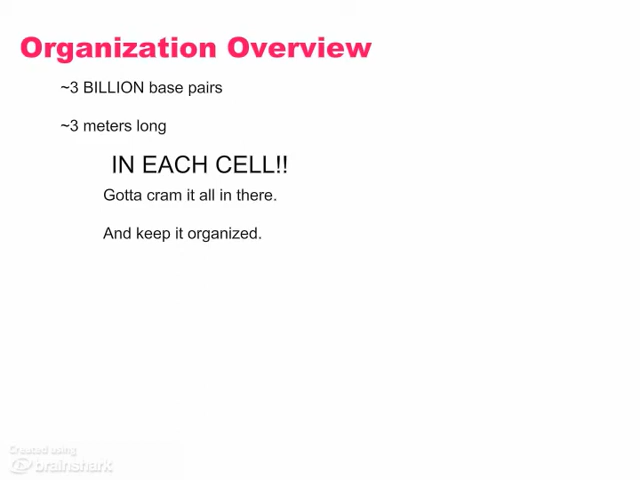 Organization Overview
~3 BILLION base pairs
~3 meters long
IN EACH CELL!!
Gotta cram it all in there.
And keep it organized.
Created using
brainshark